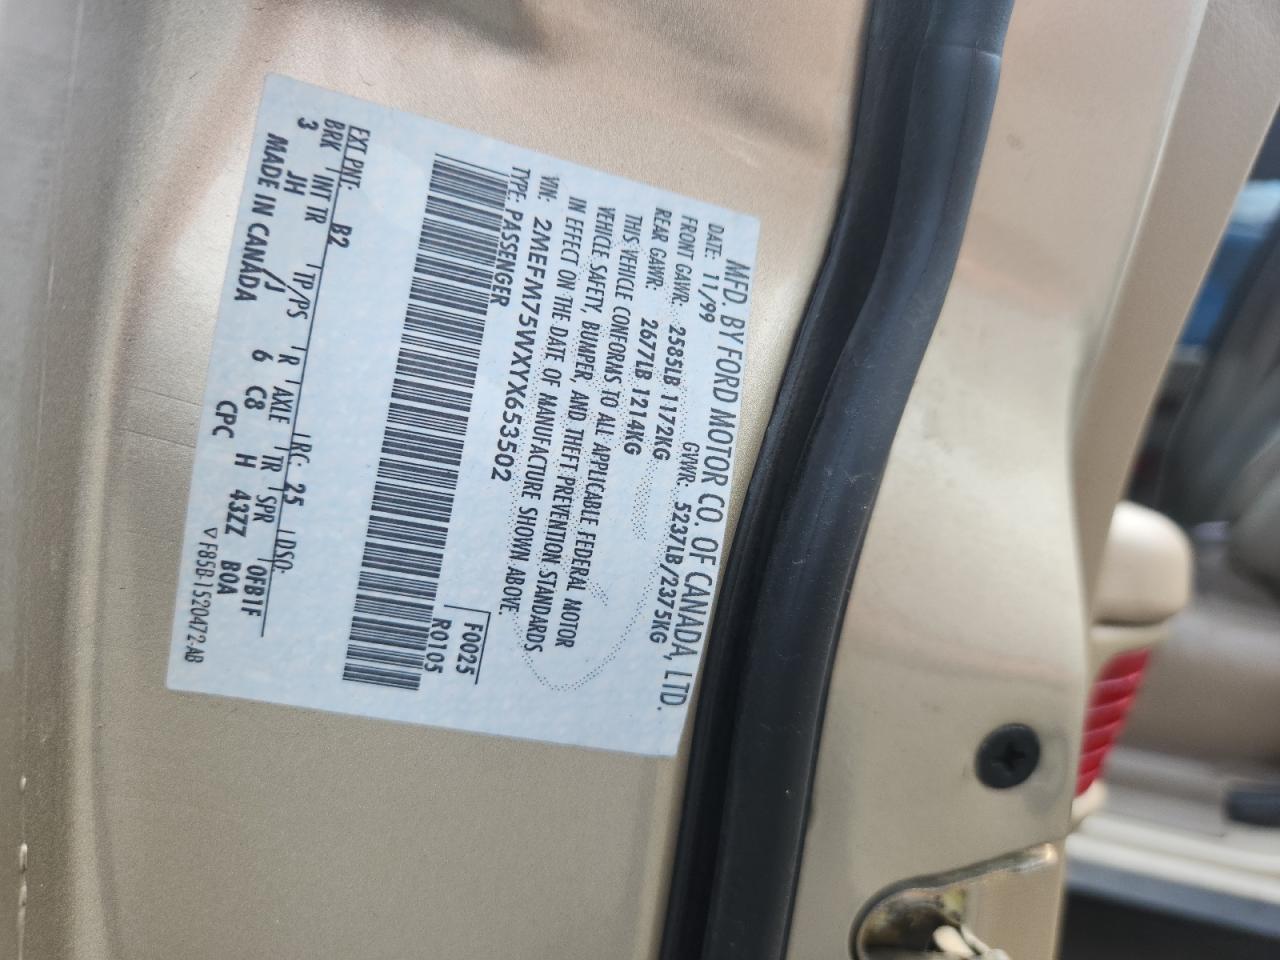 MFD. BY FORD MOTOR CO. OF CANADA, LTD.
DATE: 11/99 GVWR: 5237LB/2375KG
FRONT GAWR: 2585LB 1172KG
REAR GAWR: 2677LB 1214KG
THIS VEHICLE CONFORMS TO ALL APPLICABLE FEDERAL MOTOR
VEHICLE SAFETY, BUMPER, AND THEFT PREVENTION STANDARDS
IN EFFECT ON THE DATE OF MANUFACTURE SHOWN ABOVE.
VIN: 2MEFM75WXYX653502
TYPE: PASSENGER
F0025
R0105
EXT PNT: B2 RC: 25 DSO:
BRK INT TR TP/PS R AXLE TR SPR 0FB1F
3 JH J 6 C8 H 43ZZ B0A
MADE IN CANADA CPC
▽ F85B-1520472-AB